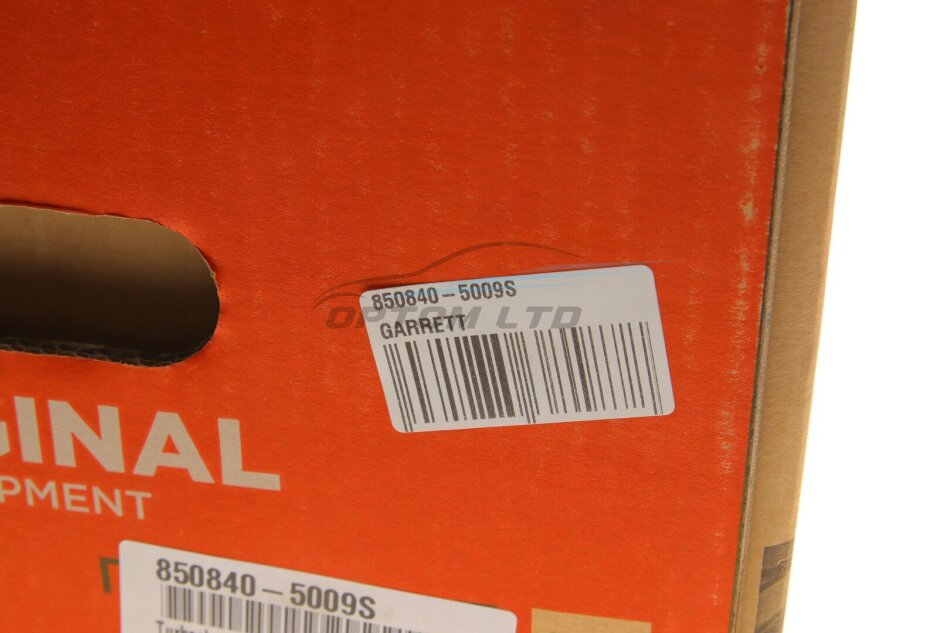 850840-5009S
GARRETT
OPTOM LTD
GINAL
PMENT
850840-5009S